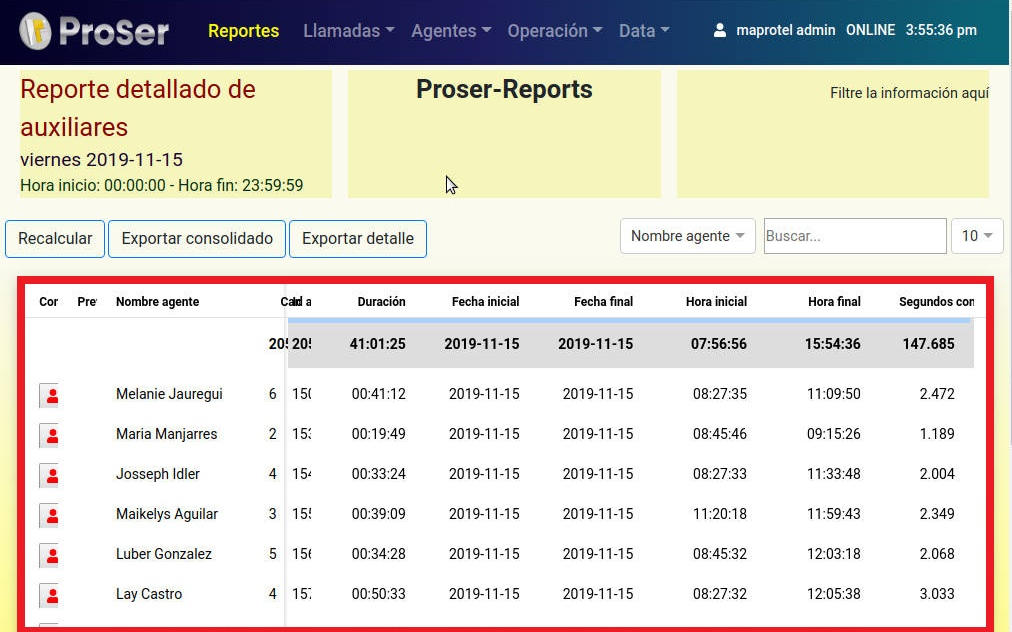 ProSer Reportes Llamadas Agentes Operación Data maprotel admin ONLINE 3:55:36 pm
Reporte detallado de
auxiliares
viernes 2019-11-15
Hora inicio: 00:00:00 - Hora fin: 23:59:59
Proser-Reports
Filtre la información aquí
Recalcular Exportar consolidado Exportar detalle Nombre agente Buscar... 10
Cor Pre Nombre agente Duración Fecha inicial Fecha final Hora inicial Hora final Segundos con
205 205 41:01:25 2019-11-15 2019-11-15 07:56:56 15:54:36 147.685
Melanie Jauregui 6 150 00:41:12 2019-11-15 2019-11-15 08:27:35 11:09:50 2.472
Maria Manjarres 2 153 00:19:49 2019-11-15 2019-11-15 08:45:46 09:15:26 1.189
Josseph Idler 4 154 00:33:24 2019-11-15 2019-11-15 08:27:33 11:33:48 2.004
Maikelys Aguilar 3 155 00:39:09 2019-11-15 2019-11-15 11:20:18 11:59:43 2.349
Luber Gonzalez 5 156 00:34:28 2019-11-15 2019-11-15 08:45:32 12:03:18 2.068
Lay Castro 4 157 00:50:33 2019-11-15 2019-11-15 08:27:32 12:05:38 3.033